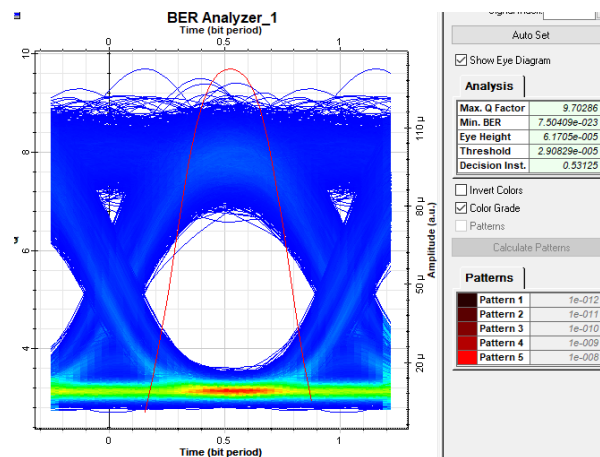 BER Analyzer_1
Time (bit period)
0 0.5 1
10
8
6
4
110 µ
80 µ
50 µ
20 µ
Amplitude (a.u.)
0 0.5 1
Time (bit period)
Auto Set
Show Eye Diagram
Analysis
Max. Q Factor 9.70286
Min. BER 7.50409e-023
Eye Height 6.1705e-005
Threshold 2.90829e-005
Decision Inst. 0.53125
Invert Colors
Color Grade
Patterns
Calculate Patterns
Patterns
Pattern 1 1e-012
Pattern 2 1e-011
Pattern 3 1e-010
Pattern 4 1e-009
Pattern 5 1e-008